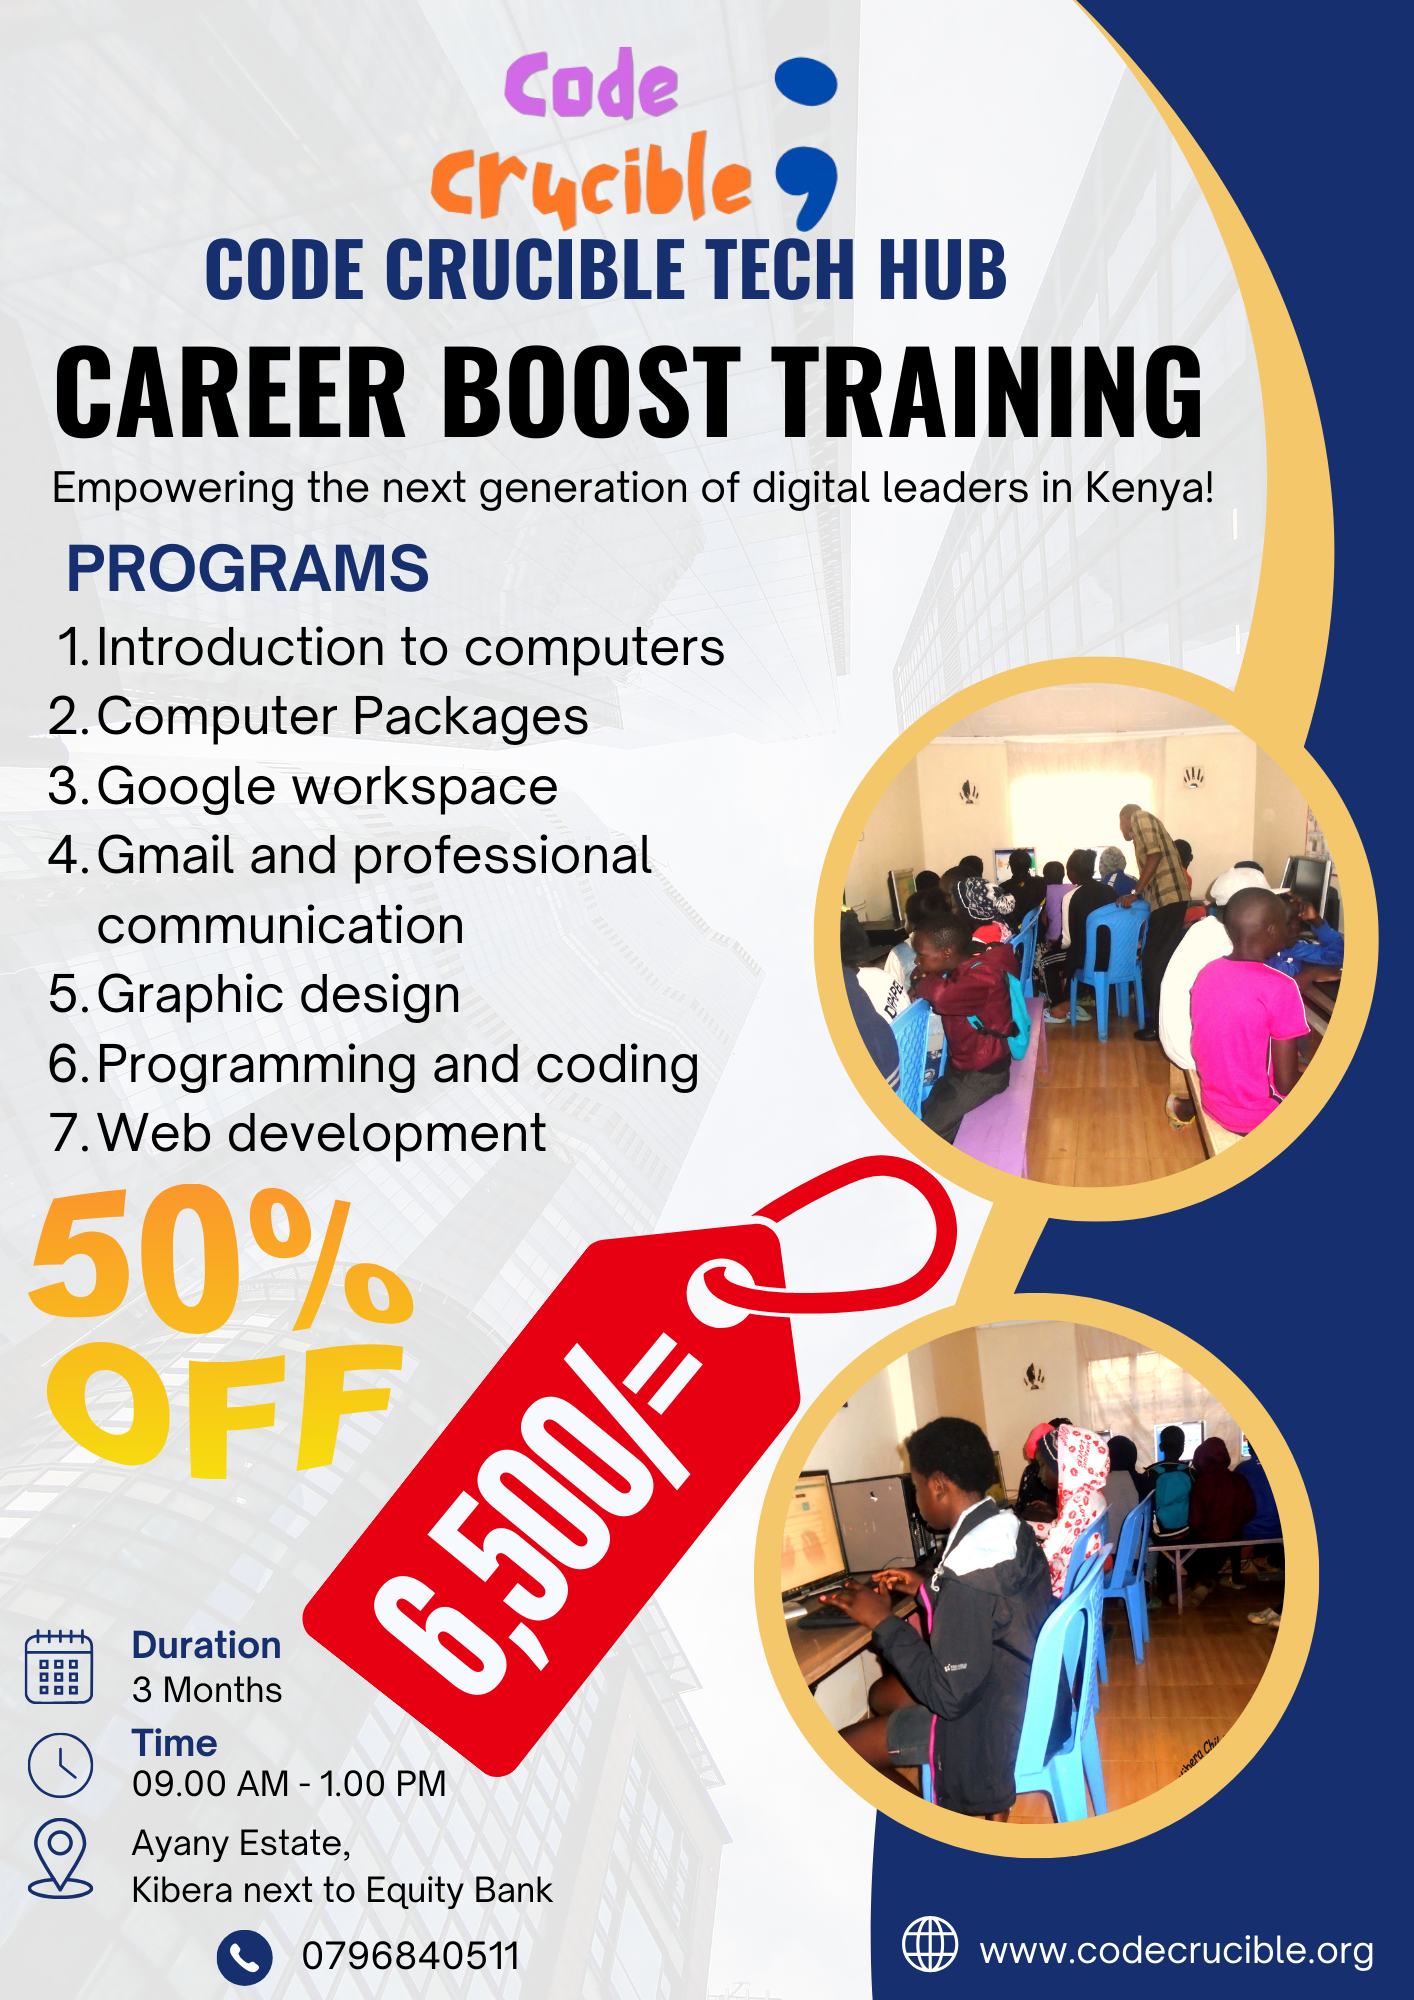 Code
Crucible ;
CODE CRUCIBLE TECH HUB
CAREER BOOST TRAINING
Empowering the next generation of digital leaders in Kenya!
PROGRAMS
1. Introduction to computers
2. Computer Packages
3. Google workspace
4. Gmail and professional
communication
5. Graphic design
6. Programming and coding
7. Web development
50%
OFF
6,500/=
Duration
3 Months
Time
09.00 AM - 1.00 PM
Ayany Estate,
Kibera next to Equity Bank
0796840511
www.codecrucible.org